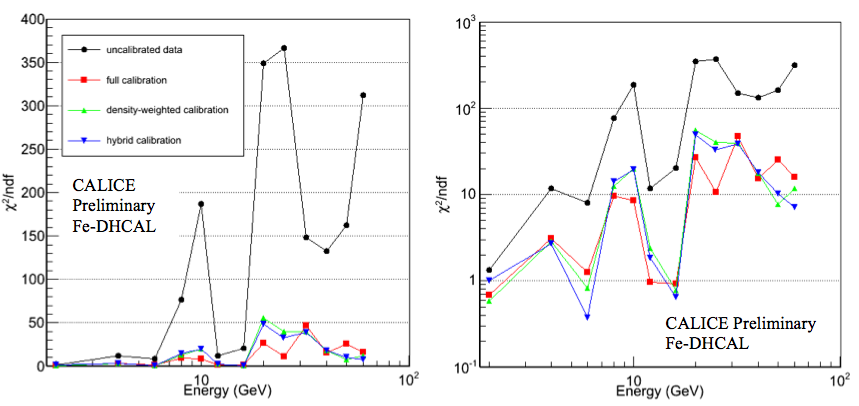 400
350
300
250
200
150
100
50
0
χ²/ndf
uncalibrated data
full calibration
density-weighted calibration
hybrid calibration
CALICE
Preliminary
Fe-DHCAL
10
10²
Energy (GeV)
10³
10²
10
1
10⁻¹
χ²/ndf
CALICE Preliminary
Fe-DHCAL
10
10²
Energy (GeV)